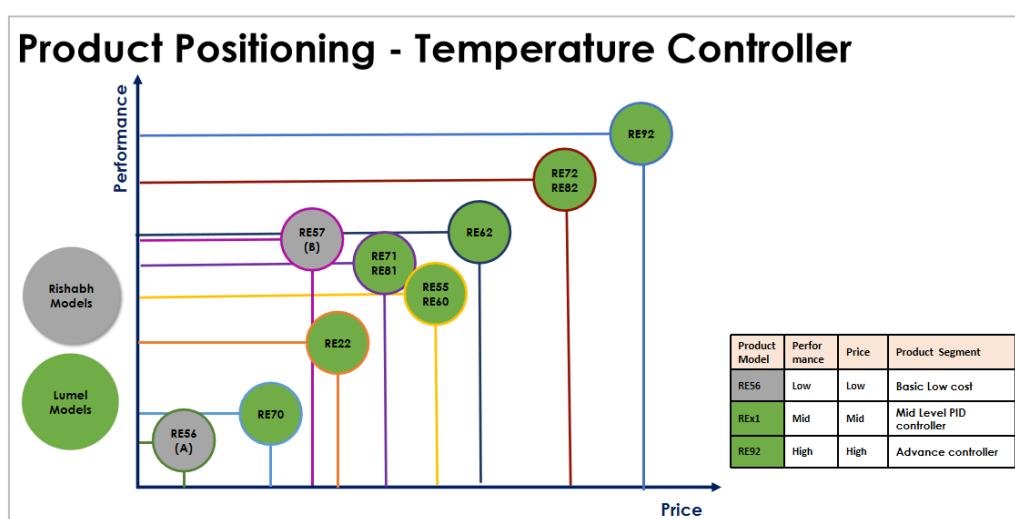 Product Positioning - Temperature Controller
Performance
RE92
RE72
RE82
RE57
(B)
RE62
RE71
RE81
RE55
RE60
Rishabh
Models
RE22
Lumel
Models
RE70
RE56
(A)
Price
Product Model Perfor mance Price Product Segment
RE56 Low Low Basic Low cost
REx1 Mid Mid Mid Level PID controller
RE92 High High Advance controller